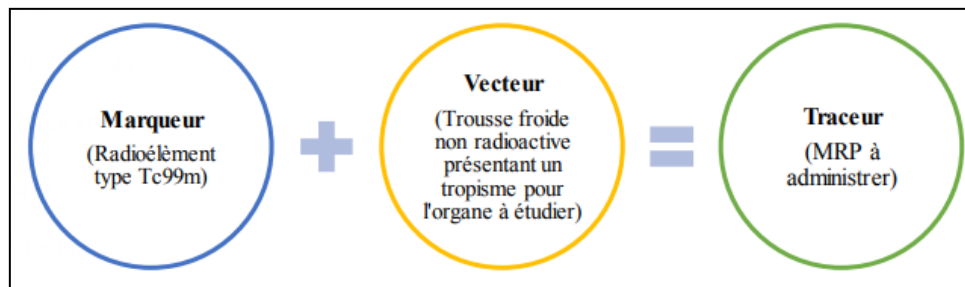 Marqueur
(Radioélèment
type Tc99m)
Vecteur
(Trousse froide
non radioactive
présentant un
tropisme pour
l'organe à étudier)
Traceur
(MRP à
administrer)